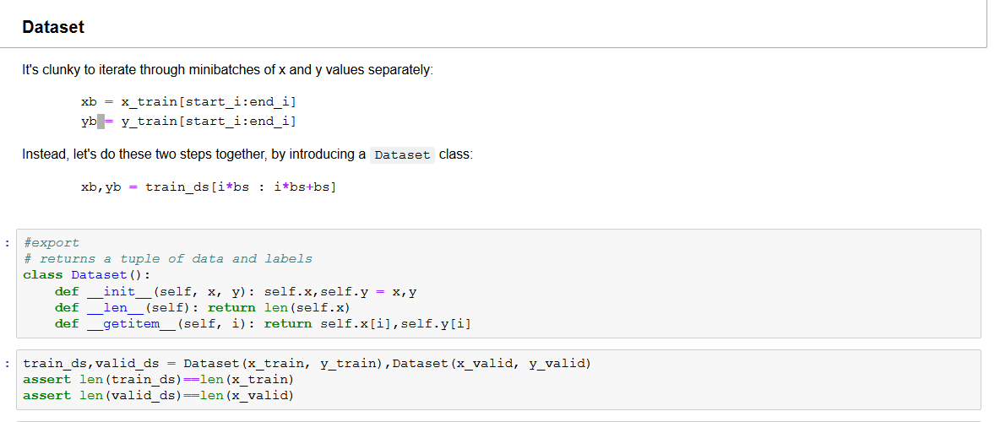 Dataset
It's clunky to iterate through minibatches of x and y values separately:
xb = x_train[start_i:end_i]
yb = y_train[start_i:end_i]
Instead, let's do these two steps together, by introducing a Dataset class:
xb,yb = train_ds[i*bs : i*bs+bs]
:
#export
# returns a tuple of data and labels
class Dataset():
    def __init__(self, x, y): self.x,self.y = x,y
    def __len__(self): return len(self.x)
    def __getitem__(self, i): return self.x[i],self.y[i]
:
train_ds,valid_ds = Dataset(x_train, y_train),Dataset(x_valid, y_valid)
assert len(train_ds)==len(x_train)
assert len(valid_ds)==len(x_valid)